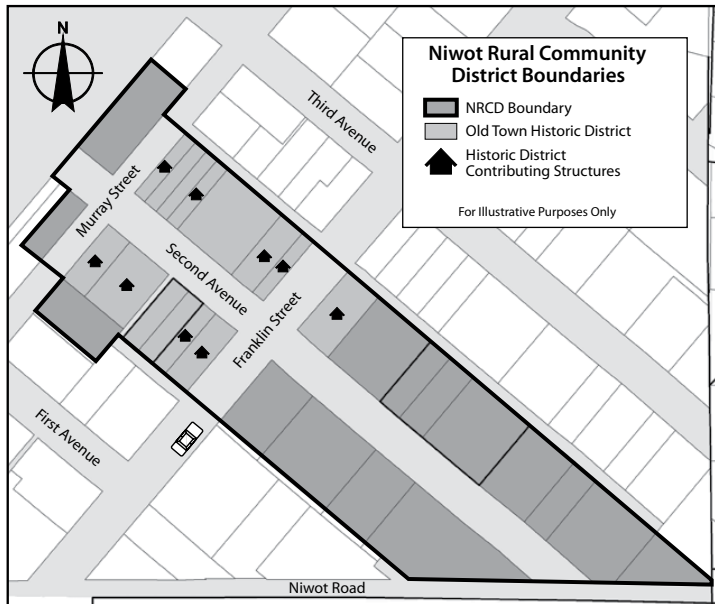 N
Niwot Rural Community
District Boundaries
NRCD Boundary
Old Town Historic District
Historic District
Contributing Structures
For Illustrative Purposes Only
Third Avenue
Murray Street
Second Avenue
Franklin Street
First Avenue
Niwot Road